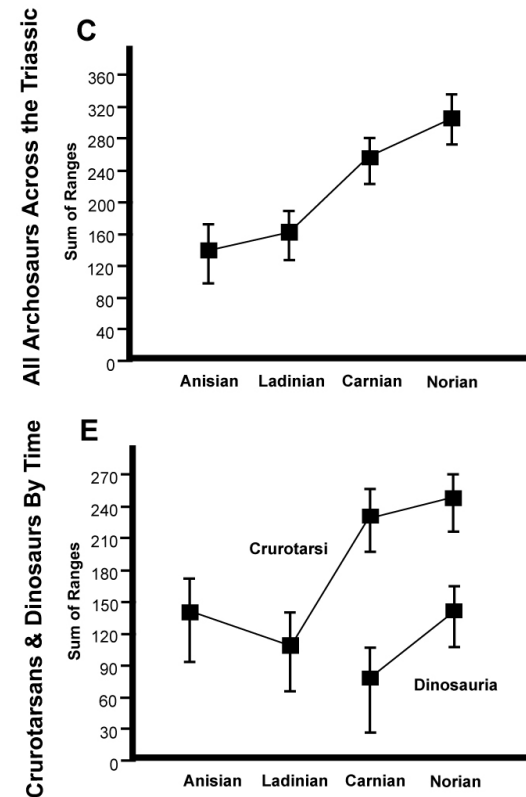 C
All Archosaurs Across the Triassic
Sum of Ranges
360
320
280
240
200
160
120
80
40
0
Anisian Ladinian Carnian Norian
E
Crurotarsans & Dinosaurs By Time
Sum of Ranges
270
240
210
180
150
120
90
60
30
0
Crurotarsi
Dinosauria
Anisian Ladinian Carnian Norian